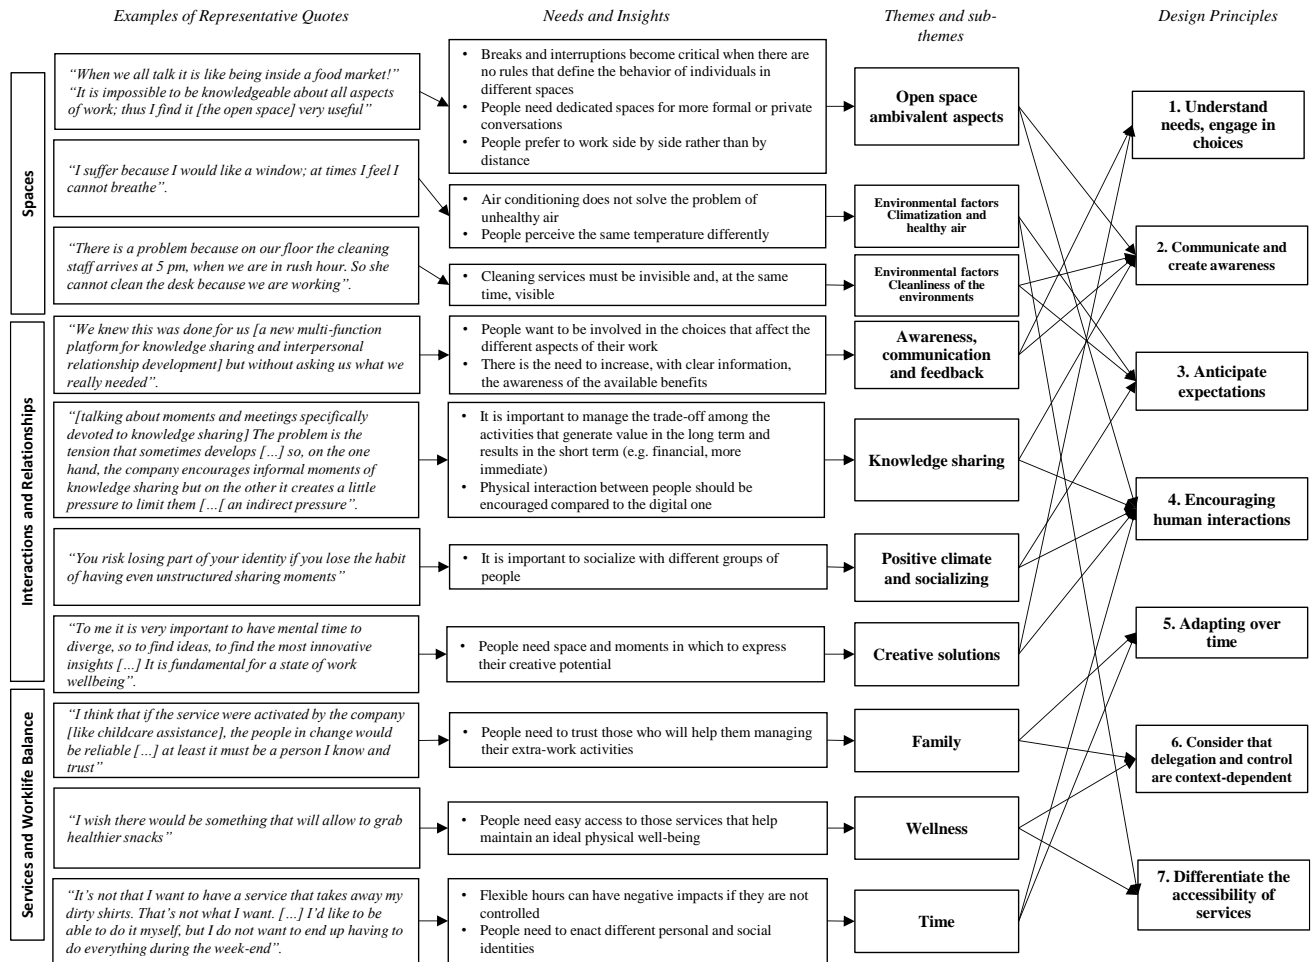 Examples of Representative Quotes
Needs and Insights
Themes and sub-
themes
Design Principles
Spaces
“When we all talk it is like being inside a food market!”
“It is impossible to be knowledgeable about all aspects
of work; thus I find it [the open space] very useful”
“I suffer because I would like a window; at times I feel I
cannot breathe”.
“There is a problem because on our floor the cleaning
staff arrives at 5 pm, when we are in rush hour. So she
cannot clean the desk because we are working”.
• Breaks and interruptions become critical when there are
no rules that define the behavior of individuals in
different spaces
• People need dedicated spaces for more formal or private
conversations
• People prefer to work side by side rather than by
distance
• Air conditioning does not solve the problem of
unhealthy air
• People perceive the same temperature differently
• Cleaning services must be invisible and, at the same
time, visible
Open space
ambivalent aspects
Environmental factors
Climatization and
healthy air
Environmental factors
Cleanliness of the
environments
Interactions and Relationships
“We knew this was done for us [a new multi-function
platform for knowledge sharing and interpersonal
relationship development] but without asking us what we
really needed”.
“[talking about moments and meetings specifically
devoted to knowledge sharing] The problem is the
tension that sometimes develops […] so, on the one
hand, the company encourages informal moments of
knowledge sharing but on the other it creates a little
pressure to limit them […[ an indirect pressure”.
“You risk losing part of your identity if you lose the habit
of having even unstructured sharing moments”
“To me it is very important to have mental time to
diverge, so to find ideas, to find the most innovative
insights […] It is fundamental for a state of work
wellbeing”.
• People want to be involved in the choices that affect the
different aspects of their work
• There is the need to increase, with clear information,
the awareness of the available benefits
• It is important to manage the trade-off among the
activities that generate value in the long term and
results in the short term (e.g. financial, more
immediate)
• Physical interaction between people should be
encouraged compared to the digital one
• It is important to socialize with different groups of
people
• People need space and moments in which to express
their creative potential
Awareness,
communication
and feedback
Knowledge sharing
Positive climate
and socializing
Creative solutions
Services and Worklife Balance
“I think that if the service were activated by the company
[like childcare assistance], the people in change would
be reliable […] at least it must be a person I know and
trust”
“I wish there would be something that will allow to grab
healthier snacks”
“It’s not that I want to have a service that takes away my
dirty shirts. That’s not what I want. […] I’d like to be
able to do it myself, but I do not want to end up having to
do everything during the week-end”.
• People need to trust those who will help them managing
their extra-work activities
• People need easy access to those services that help
maintain an ideal physical well-being
• Flexible hours can have negative impacts if they are not
controlled
• People need to enact different personal and social
identities
Family
Wellness
Time
1. Understand
needs, engage in
choices
2. Communicate and
create awareness
3. Anticipate
expectations
4. Encouraging
human interactions
5. Adapting over
time
6. Consider that
delegation and control
are context-dependent
7. Differentiate the
accessibility of
services